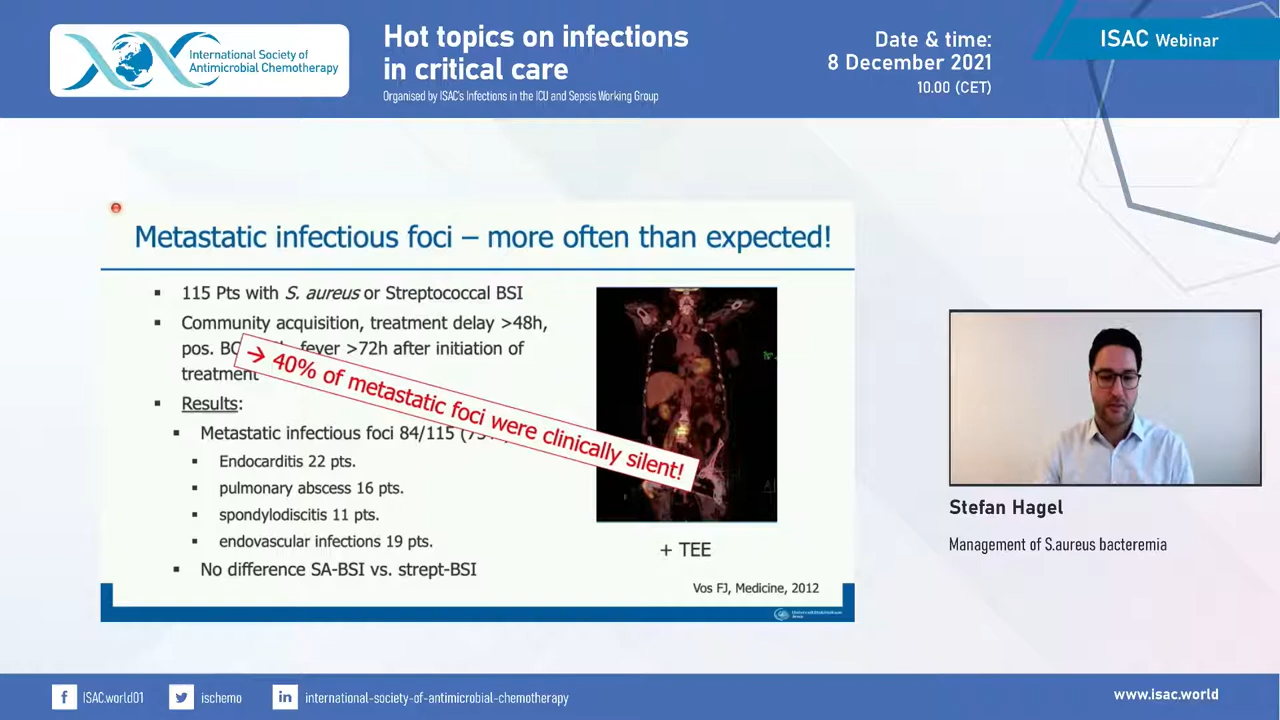 International Society of
Antimicrobial Chemotherapy
Hot topics on infections
in critical care
Organised by ISAC's Infections in the ICU and Sepsis Working Group
Date & time:
8 December 2021
10.00 (CET)
ISAC Webinar
Metastatic infectious foci – more often than expected!
▪ 115 Pts with S. aureus or Streptococcal BSI
▪ Community acquisition, treatment delay >48h,
pos. fever >72h after initiation of
treatment
→ 40% of metastatic foci were clinically silent!
▪ Results:
▪ Metastatic infectious foci 84/115
▪ Endocarditis 22 pts.
▪ pulmonary abscess 16 pts.
▪ spondylodiscitis 11 pts.
▪ endovascular infections 19 pts.
▪ No difference SA-BSI vs. strept-BSI
+ TEE
Vos FJ, Medicine, 2012
Stefan Hagel
Management of S.aureus bacteremia
f ISAC.world01
ischemo
in international-society-of-antimicrobial-chemotherapy
www.isac.world